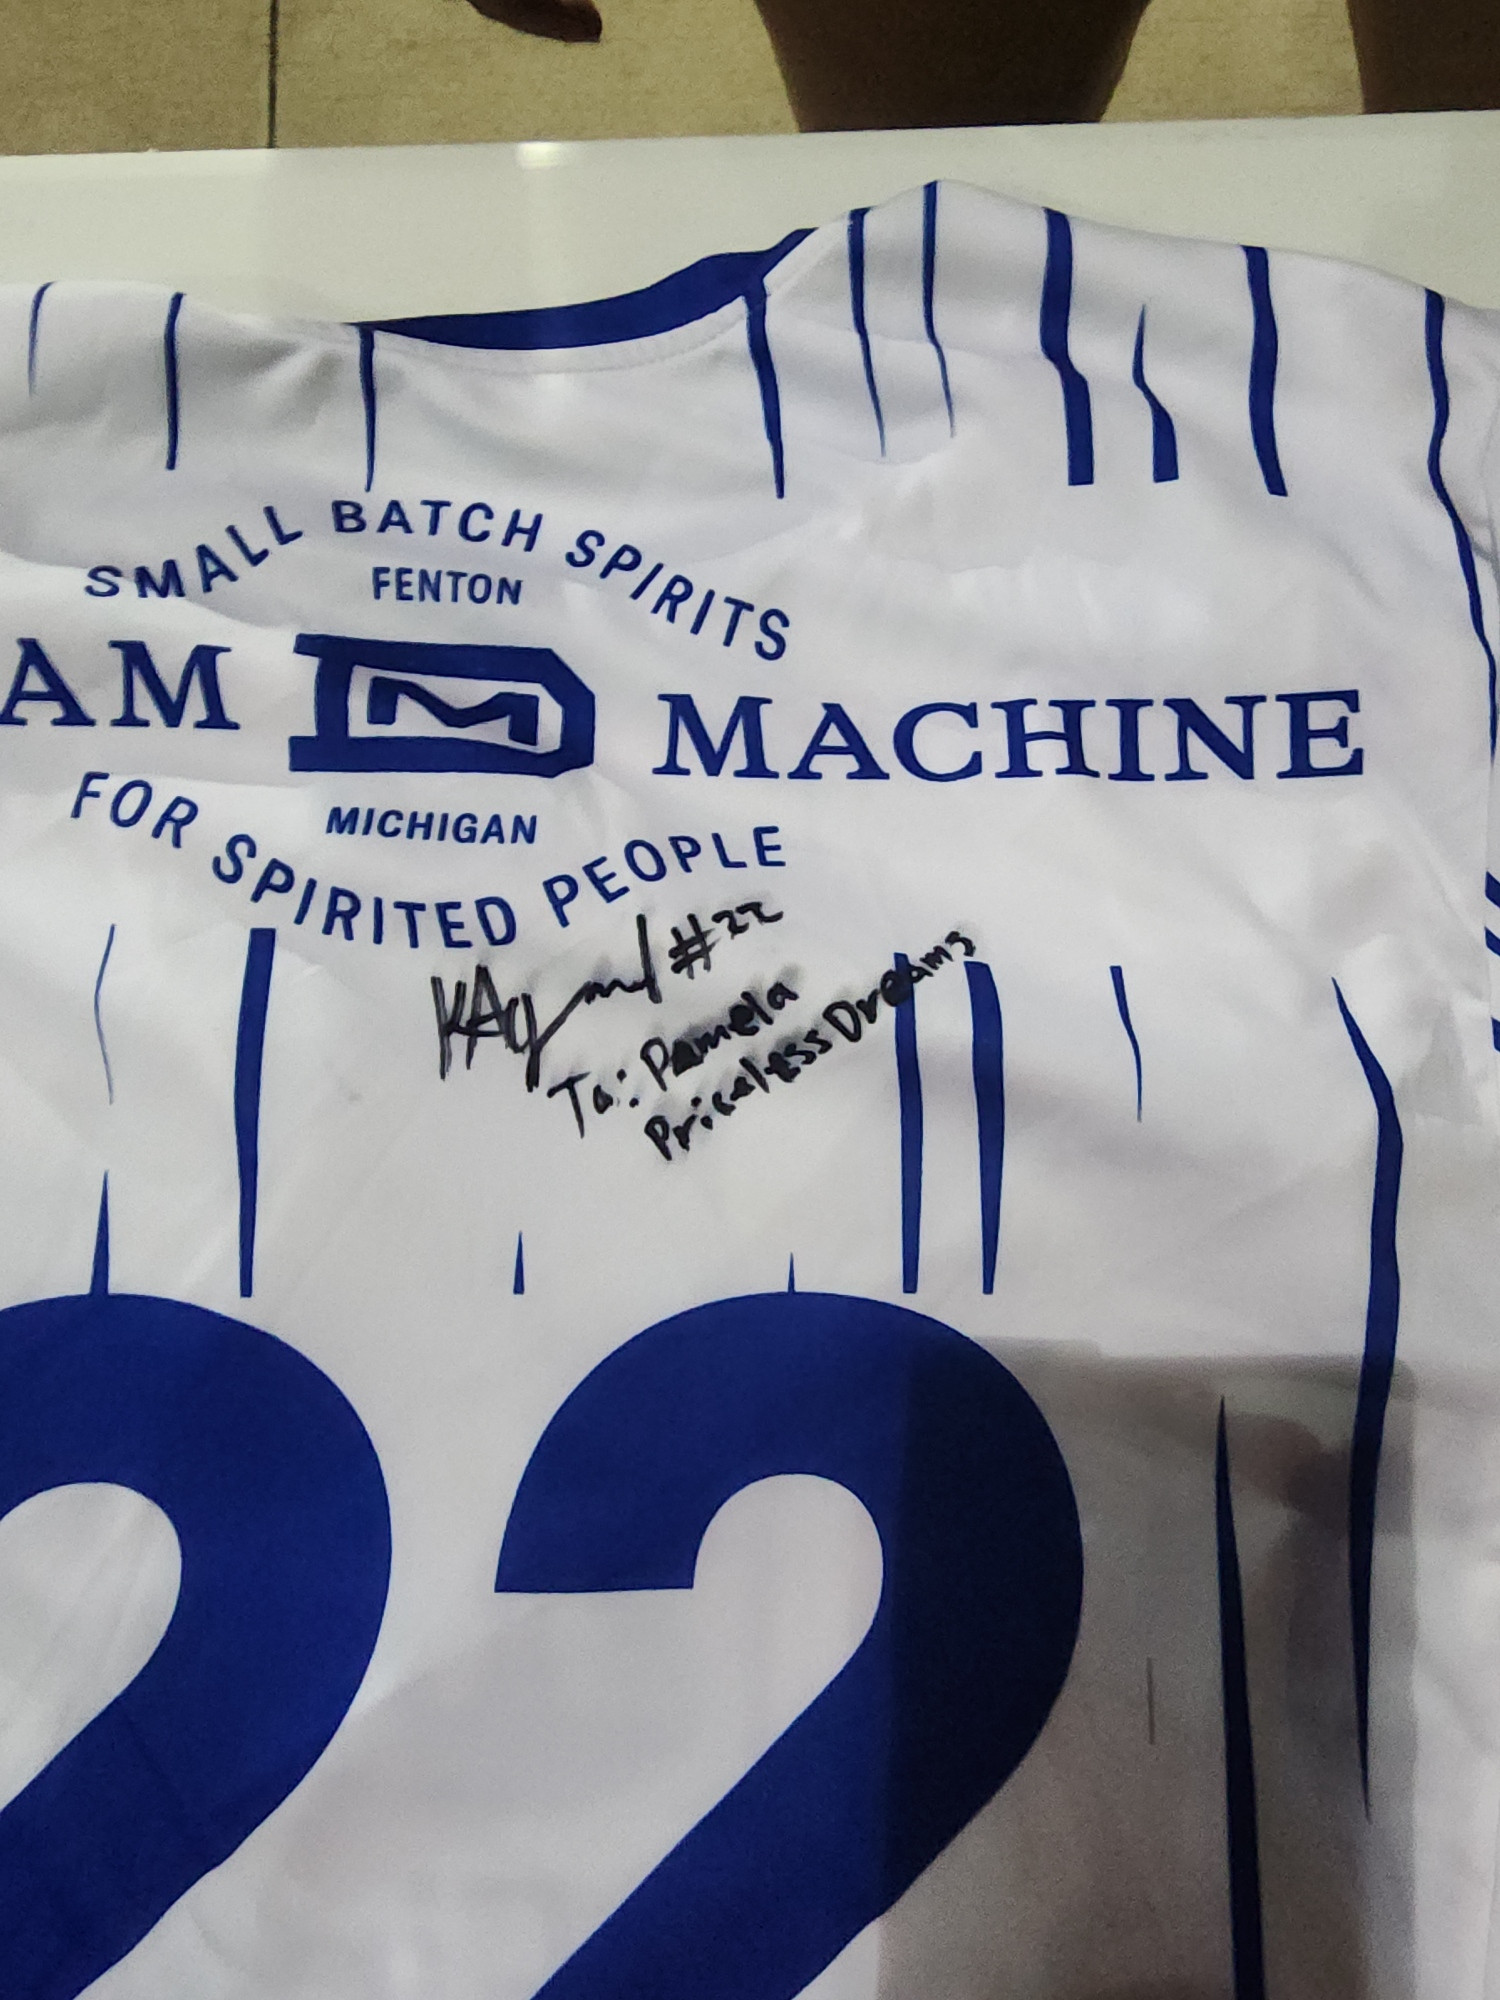 SMALL BATCH SPIRITS
FENTON
AM DM MACHINE
MICHIGAN
FOR SPIRITED PEOPLE
#22
To: Pamela
Priceless Dreams
22